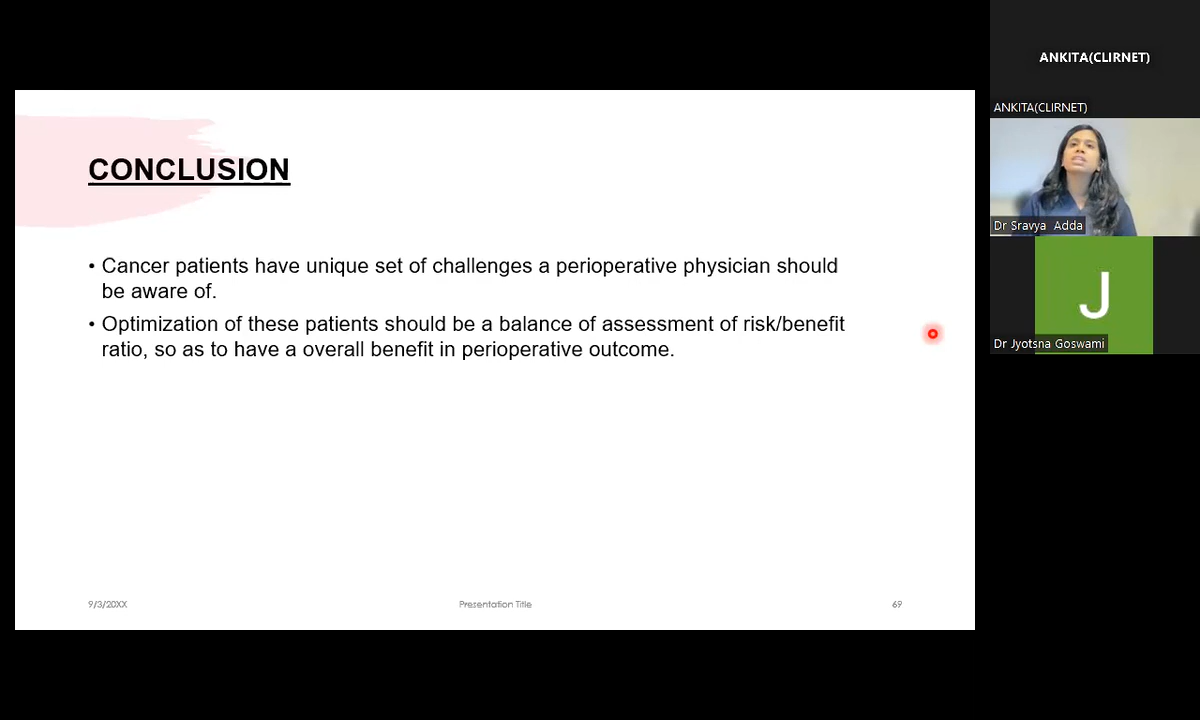 CONCLUSION
• Cancer patients have unique set of challenges a perioperative physician should
be aware of.
• Optimization of these patients should be a balance of assessment of risk/benefit
ratio, so as to have a overall benefit in perioperative outcome.
9/3/20XX
Presentation Title
69
ANKITA(CLIRNET)
ANKITA(CLIRNET)
Dr Sravya Adda
J
Dr Jyotsna Goswami